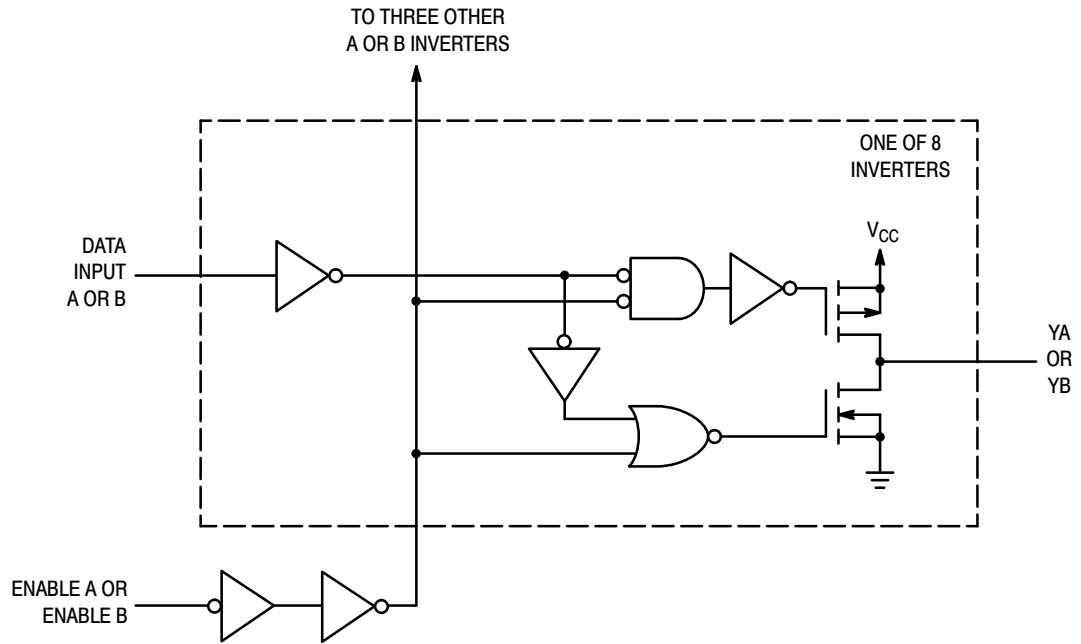 TO THREE OTHER
A OR B INVERTERS
ONE OF 8
INVERTERS
DATA
INPUT
A OR B
VCC
YA
OR
YB
ENABLE A OR
ENABLE B